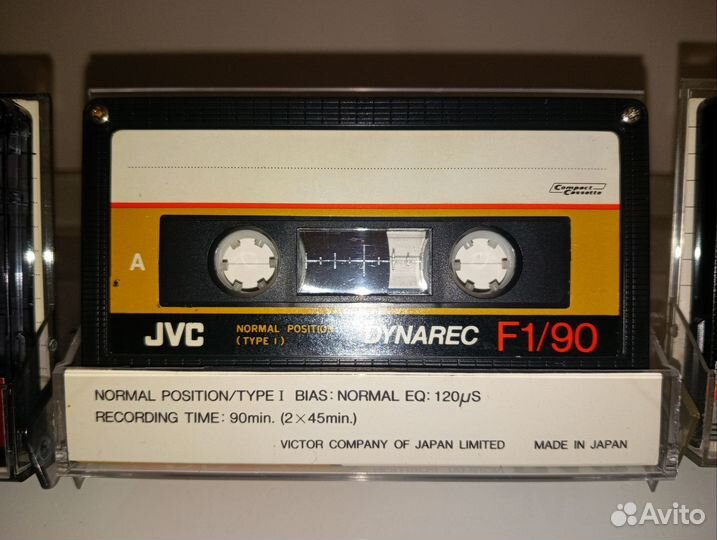 Compact
Cassette
A
JVC NORMAL POSITION DYNAREC F1/90
(TYPE I)
NORMAL POSITION/TYPE I BIAS: NORMAL EQ: 120μS
RECORDING TIME: 90min. (2×45min.)
VICTOR COMPANY OF JAPAN LIMITED MADE IN JAPAN
Avito